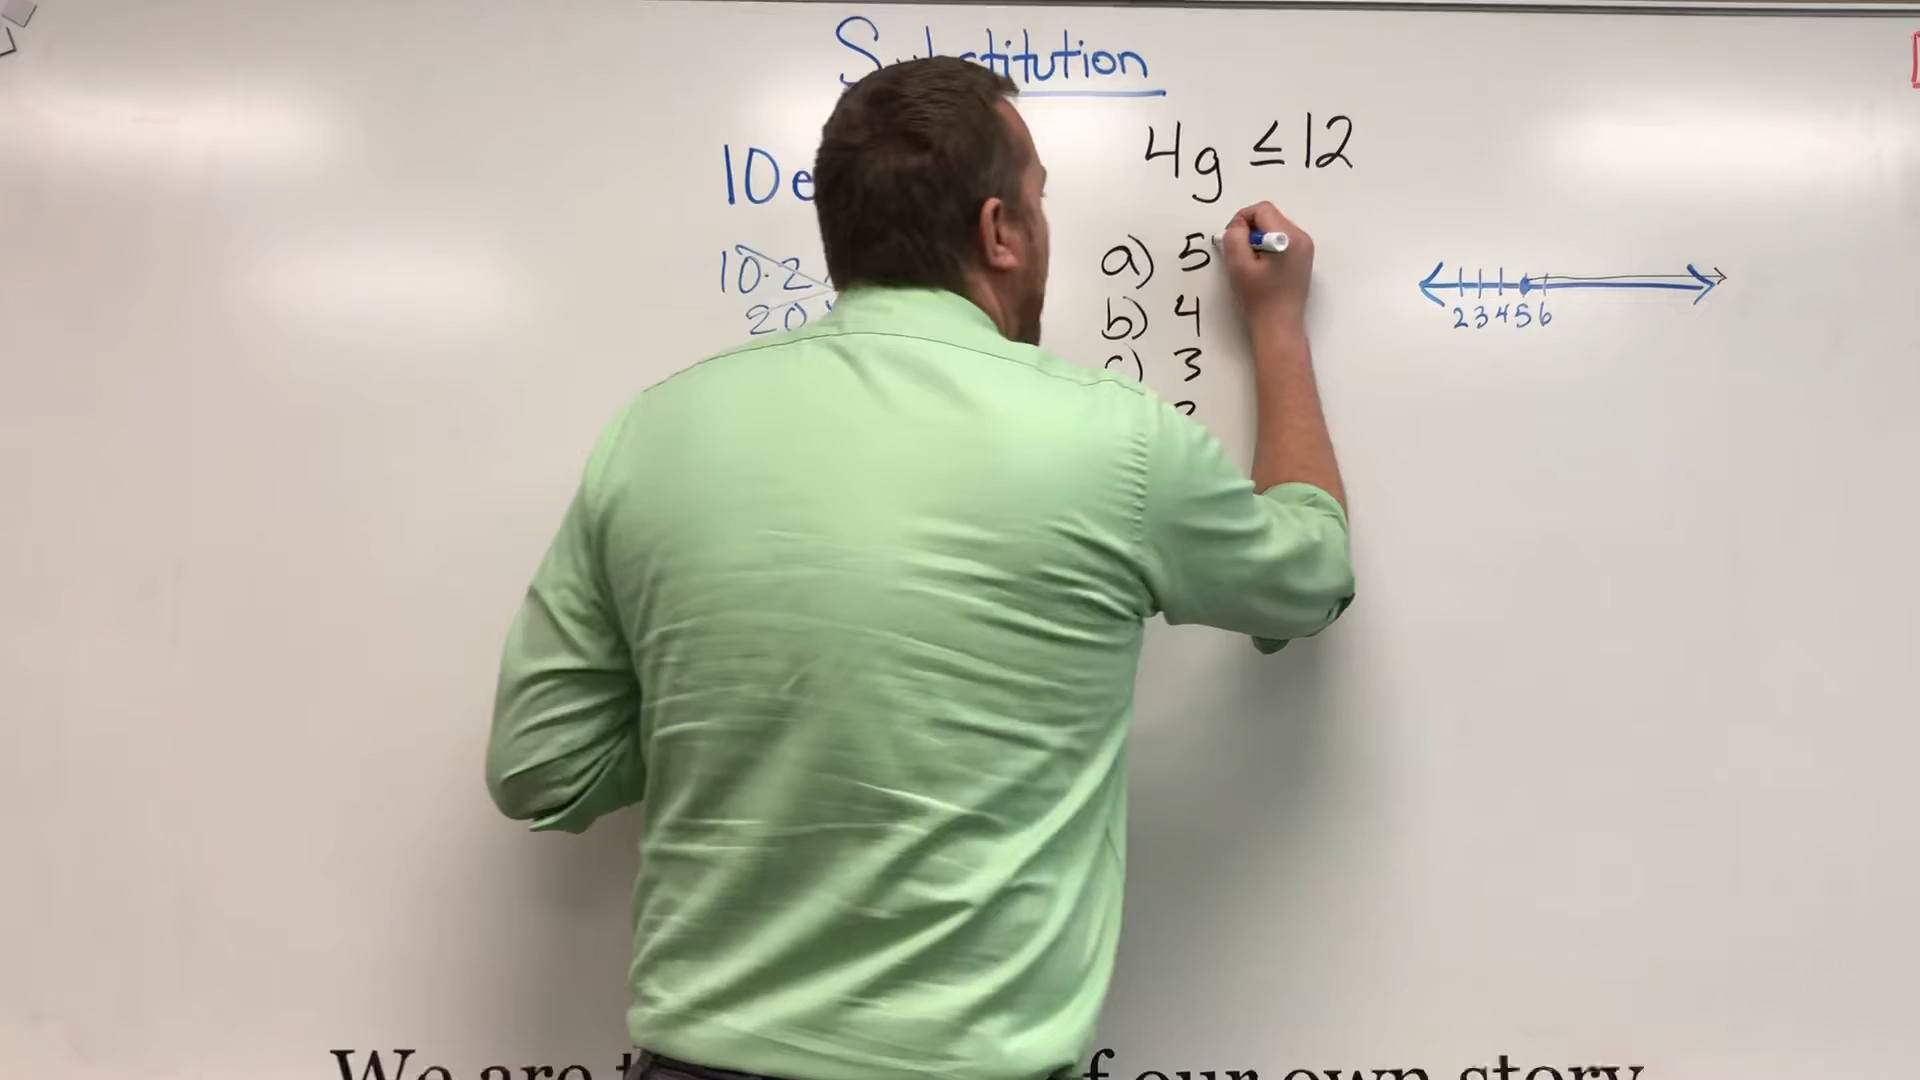 Substitution
10e
4g ≤ 12
10.2
20
a) 5
b) 4
c) 3
2
2 3 4 5 6
We are
of our own story